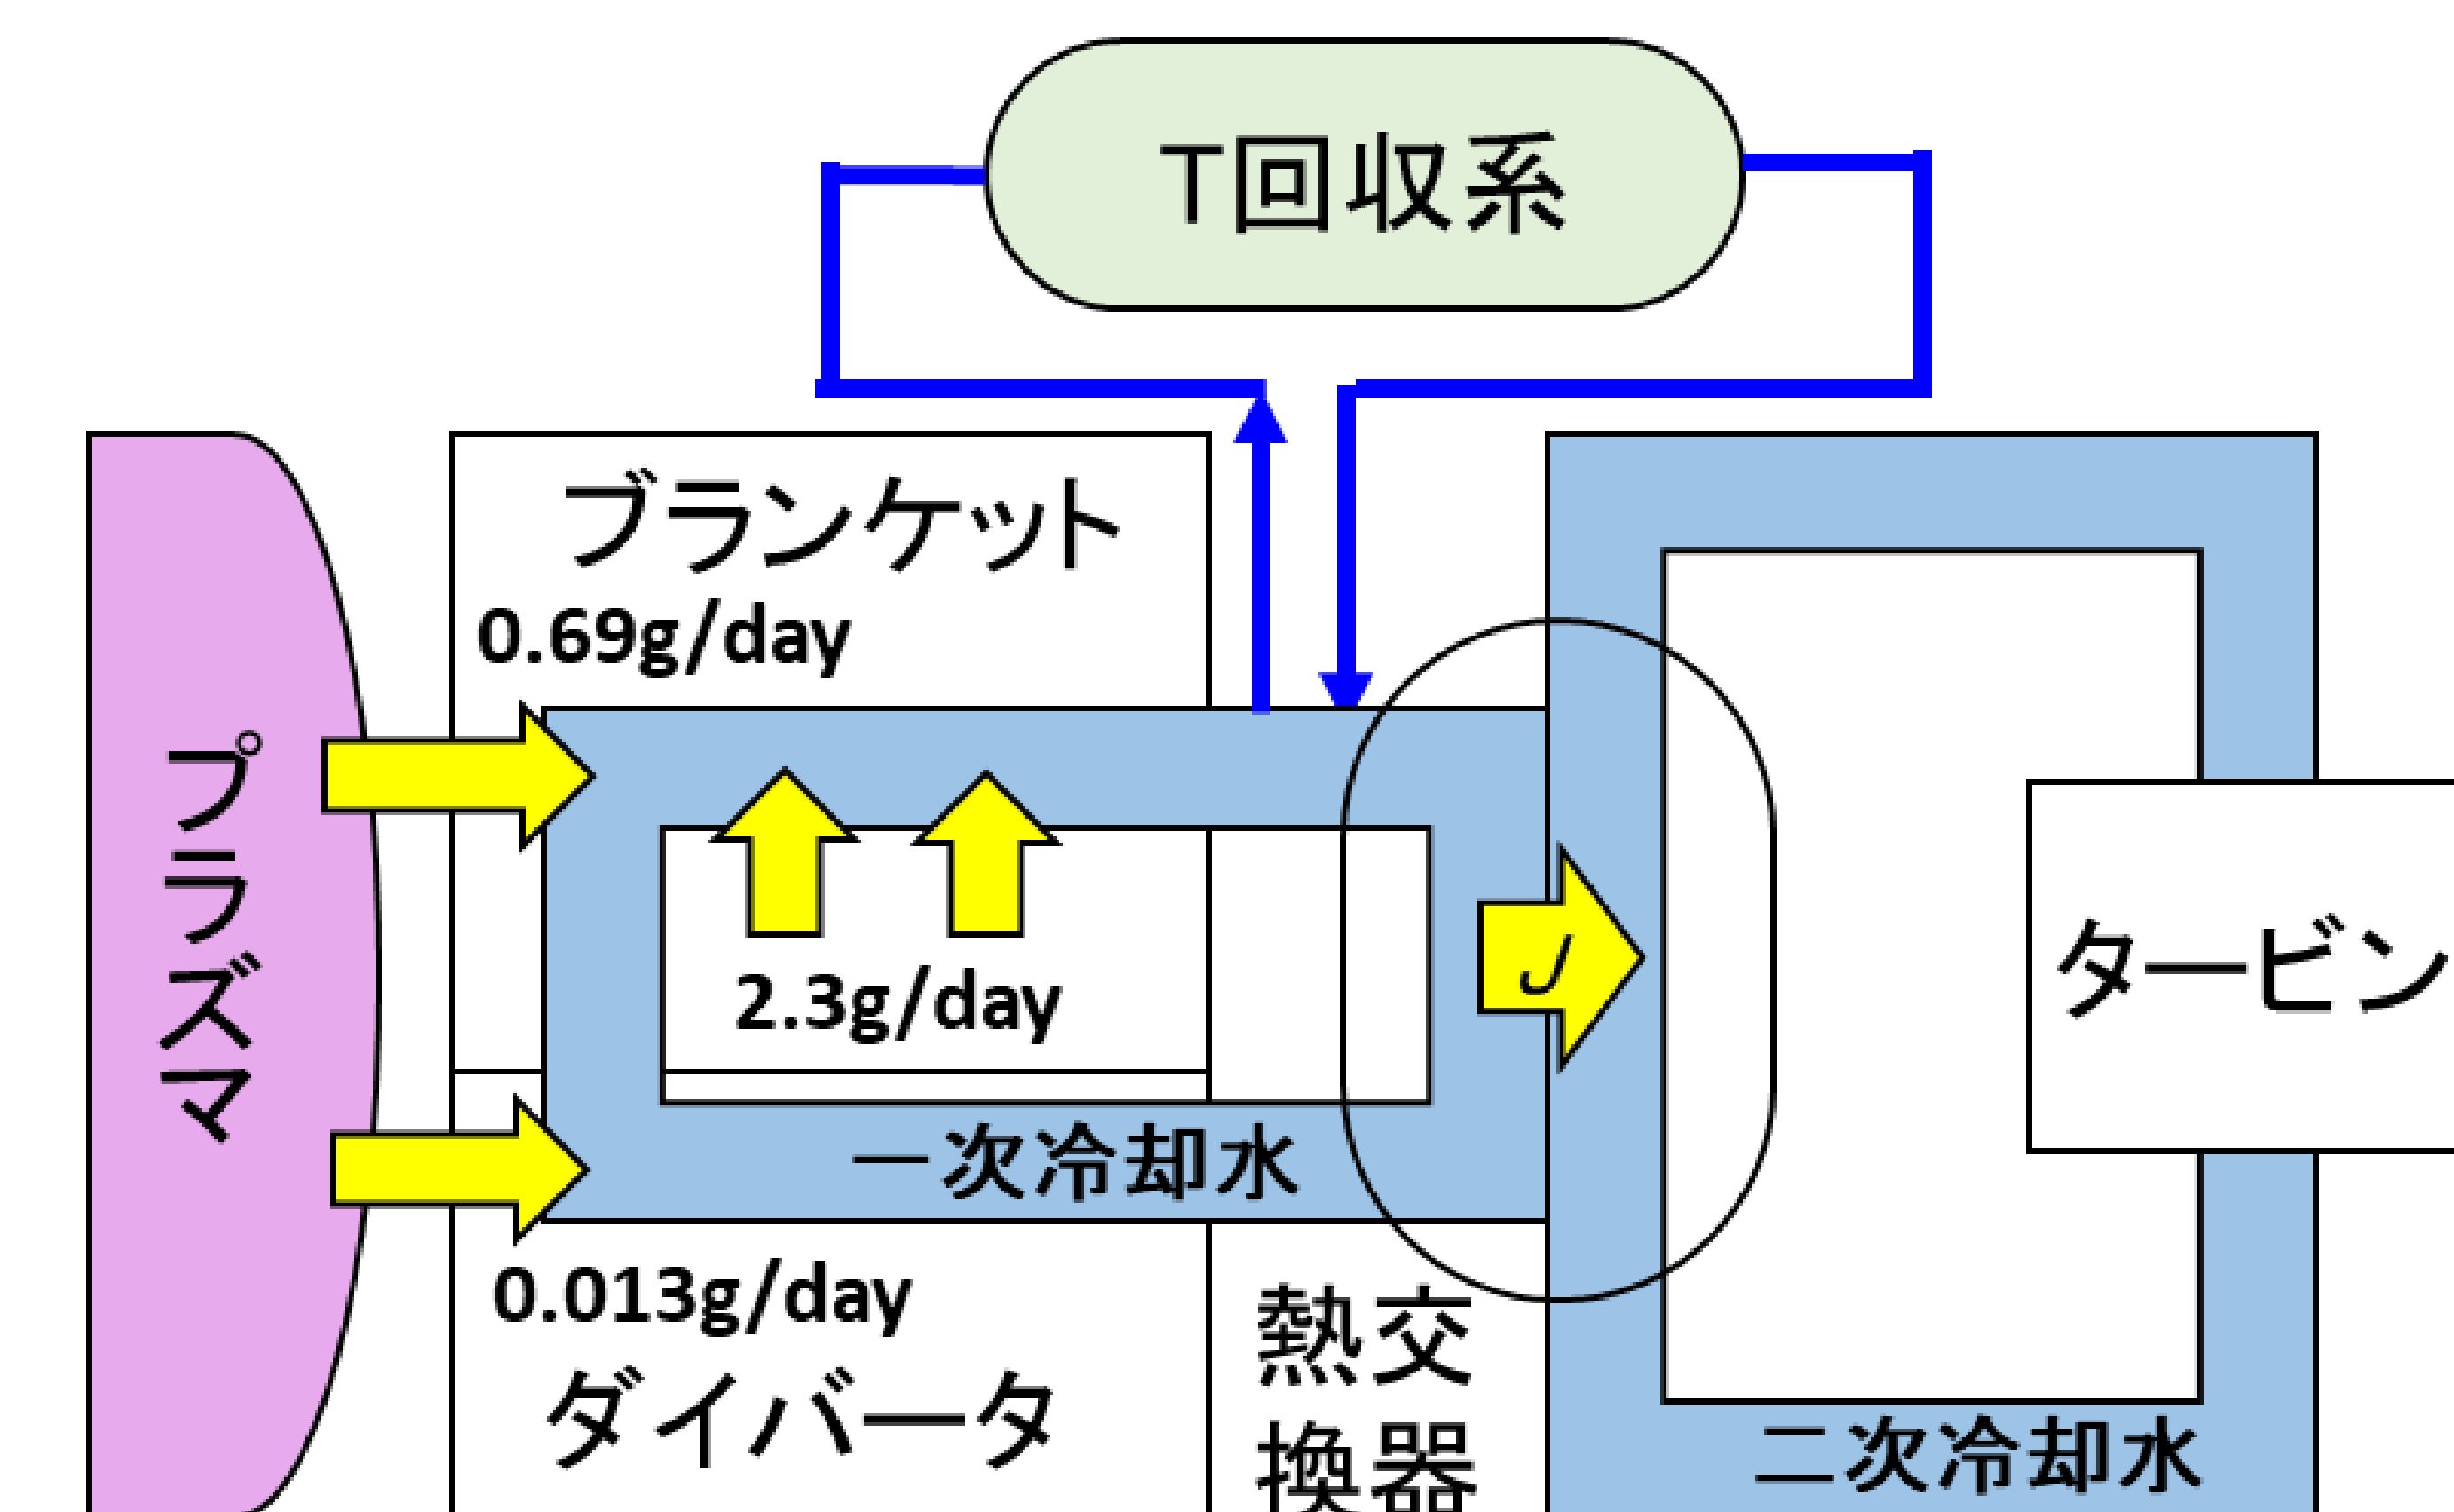 T回収系
ブランケット
0.69g/day
プラズマ
2.3g/day
J
タービン
一次冷却水
0.013g/day
ダイバータ
熱交
換器
二次冷却水